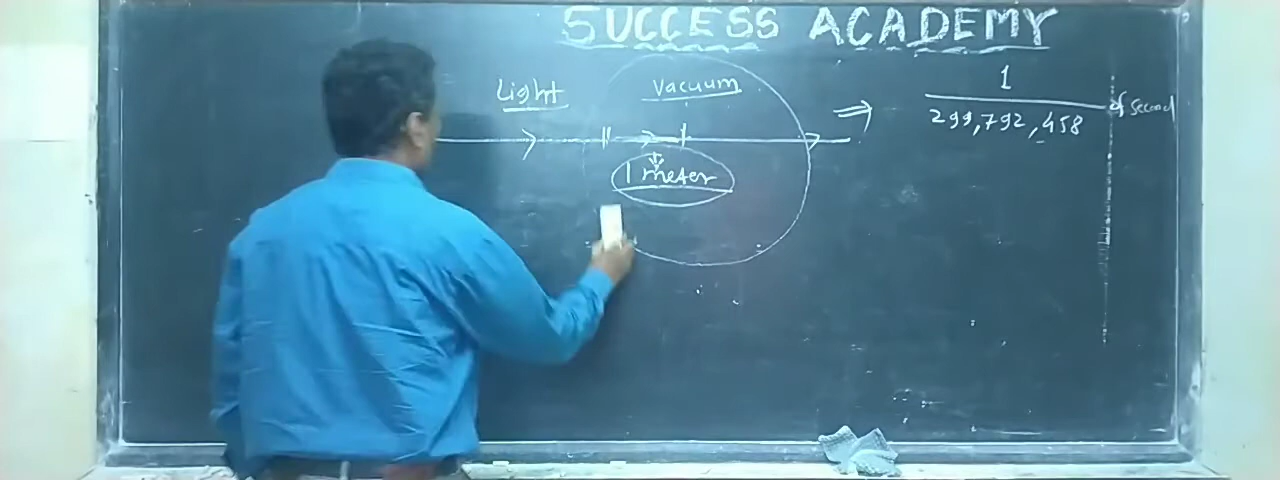 SUCCESS ACADEMY
Light
Vacuum
1 meter
⇒ 1
299,792,458
of second